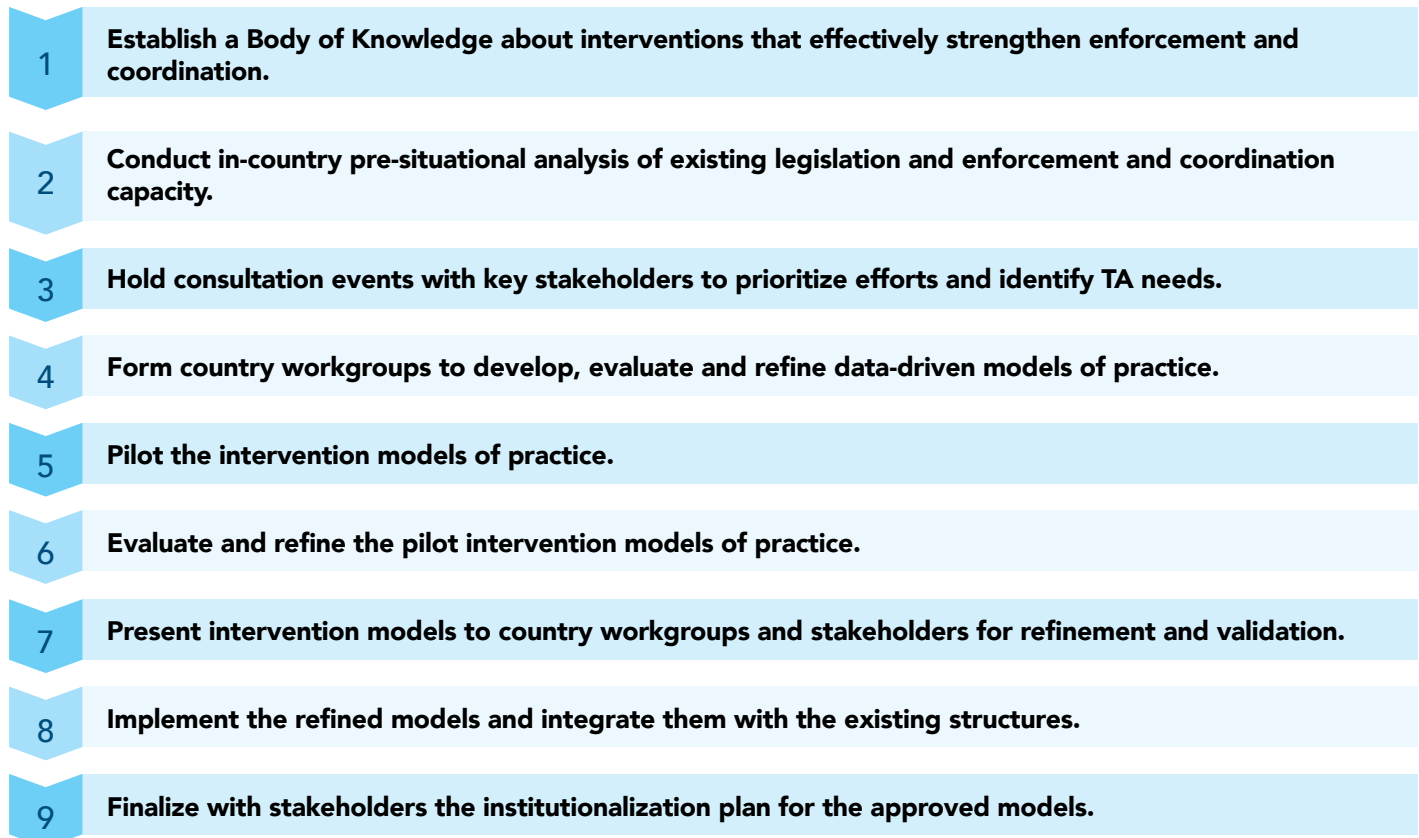 1
Establish a Body of Knowledge about interventions that effectively strengthen enforcement and
coordination.
2
Conduct in-country pre-situational analysis of existing legislation and enforcement and coordination
capacity.
3
Hold consultation events with key stakeholders to prioritize efforts and identify TA needs.
4
Form country workgroups to develop, evaluate and refine data-driven models of practice.
5
Pilot the intervention models of practice.
6
Evaluate and refine the pilot intervention models of practice.
7
Present intervention models to country workgroups and stakeholders for refinement and validation.
8
Implement the refined models and integrate them with the existing structures.
9
Finalize with stakeholders the institutionalization plan for the approved models.